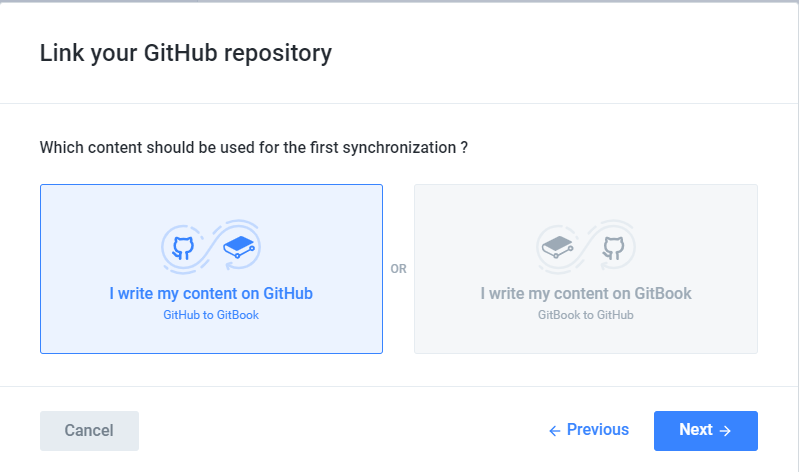 Link your GitHub repository
Which content should be used for the first synchronization ?
I write my content on GitHub
GitHub to GitBook
OR
I write my content on GitBook
GitBook to GitHub
Cancel
← Previous
Next →